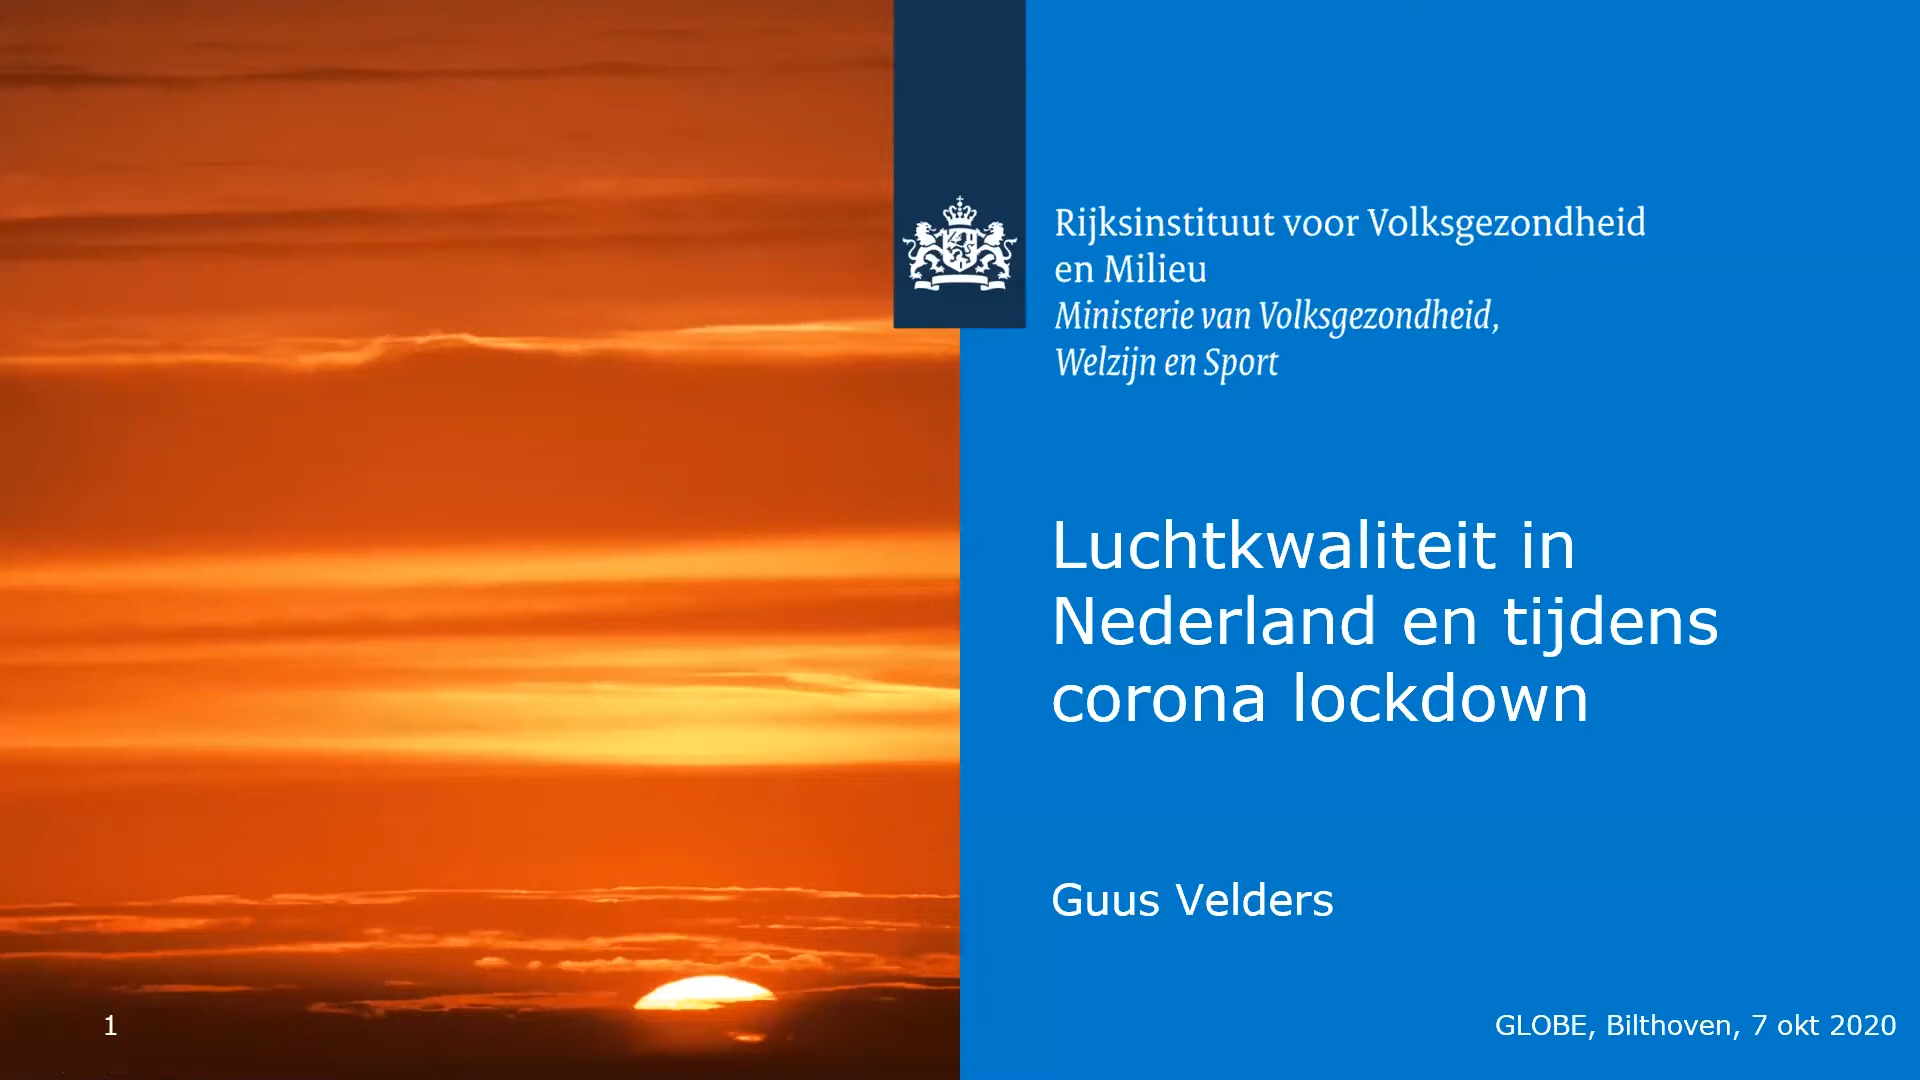 Rijksinstituut voor Volksgezondheid
en Milieu
Ministerie van Volksgezondheid,
Welzijn en Sport
Luchtkwaliteit in
Nederland en tijdens
corona lockdown
Guus Velders
1
GLOBE, Bilthoven, 7 okt 2020